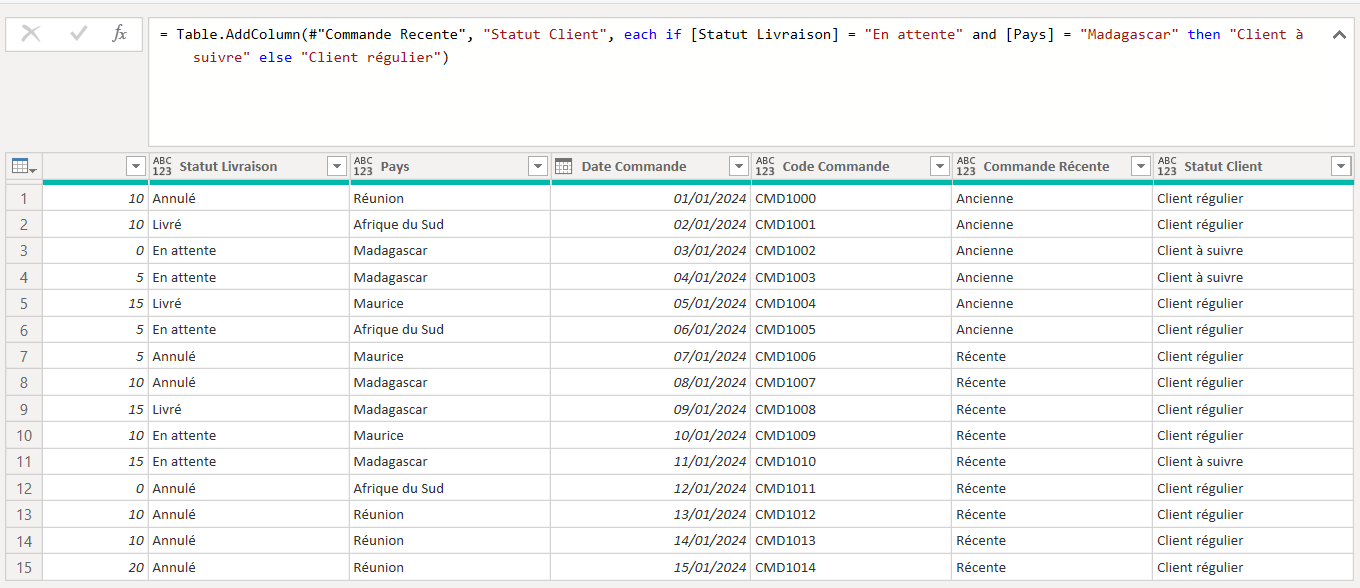 fx
= Table.AddColumn(#"Commande Recente", "Statut Client", each if [Statut Livraison] = "En attente" and [Pays] = "Madagascar" then "Client à
suivre" else "Client régulier")
ABC 123 Statut Livraison ABC 123 Pays Date Commande ABC 123 Code Commande ABC 123 Commande Récente ABC 123 Statut Client
1 10 Annulé Réunion 01/01/2024 CMD1000 Ancienne Client régulier
2 10 Livré Afrique du Sud 02/01/2024 CMD1001 Ancienne Client régulier
3 0 En attente Madagascar 03/01/2024 CMD1002 Ancienne Client à suivre
4 5 En attente Madagascar 04/01/2024 CMD1003 Ancienne Client à suivre
5 15 Livré Maurice 05/01/2024 CMD1004 Ancienne Client régulier
6 5 En attente Afrique du Sud 06/01/2024 CMD1005 Ancienne Client régulier
7 5 Annulé Maurice 07/01/2024 CMD1006 Récente Client régulier
8 10 Annulé Madagascar 08/01/2024 CMD1007 Récente Client régulier
9 15 Livré Madagascar 09/01/2024 CMD1008 Récente Client régulier
10 10 En attente Maurice 10/01/2024 CMD1009 Récente Client régulier
11 15 En attente Madagascar 11/01/2024 CMD1010 Récente Client à suivre
12 0 Annulé Afrique du Sud 12/01/2024 CMD1011 Récente Client régulier
13 10 Annulé Réunion 13/01/2024 CMD1012 Récente Client régulier
14 10 Annulé Réunion 14/01/2024 CMD1013 Récente Client régulier
15 20 Annulé Réunion 15/01/2024 CMD1014 Récente Client régulier